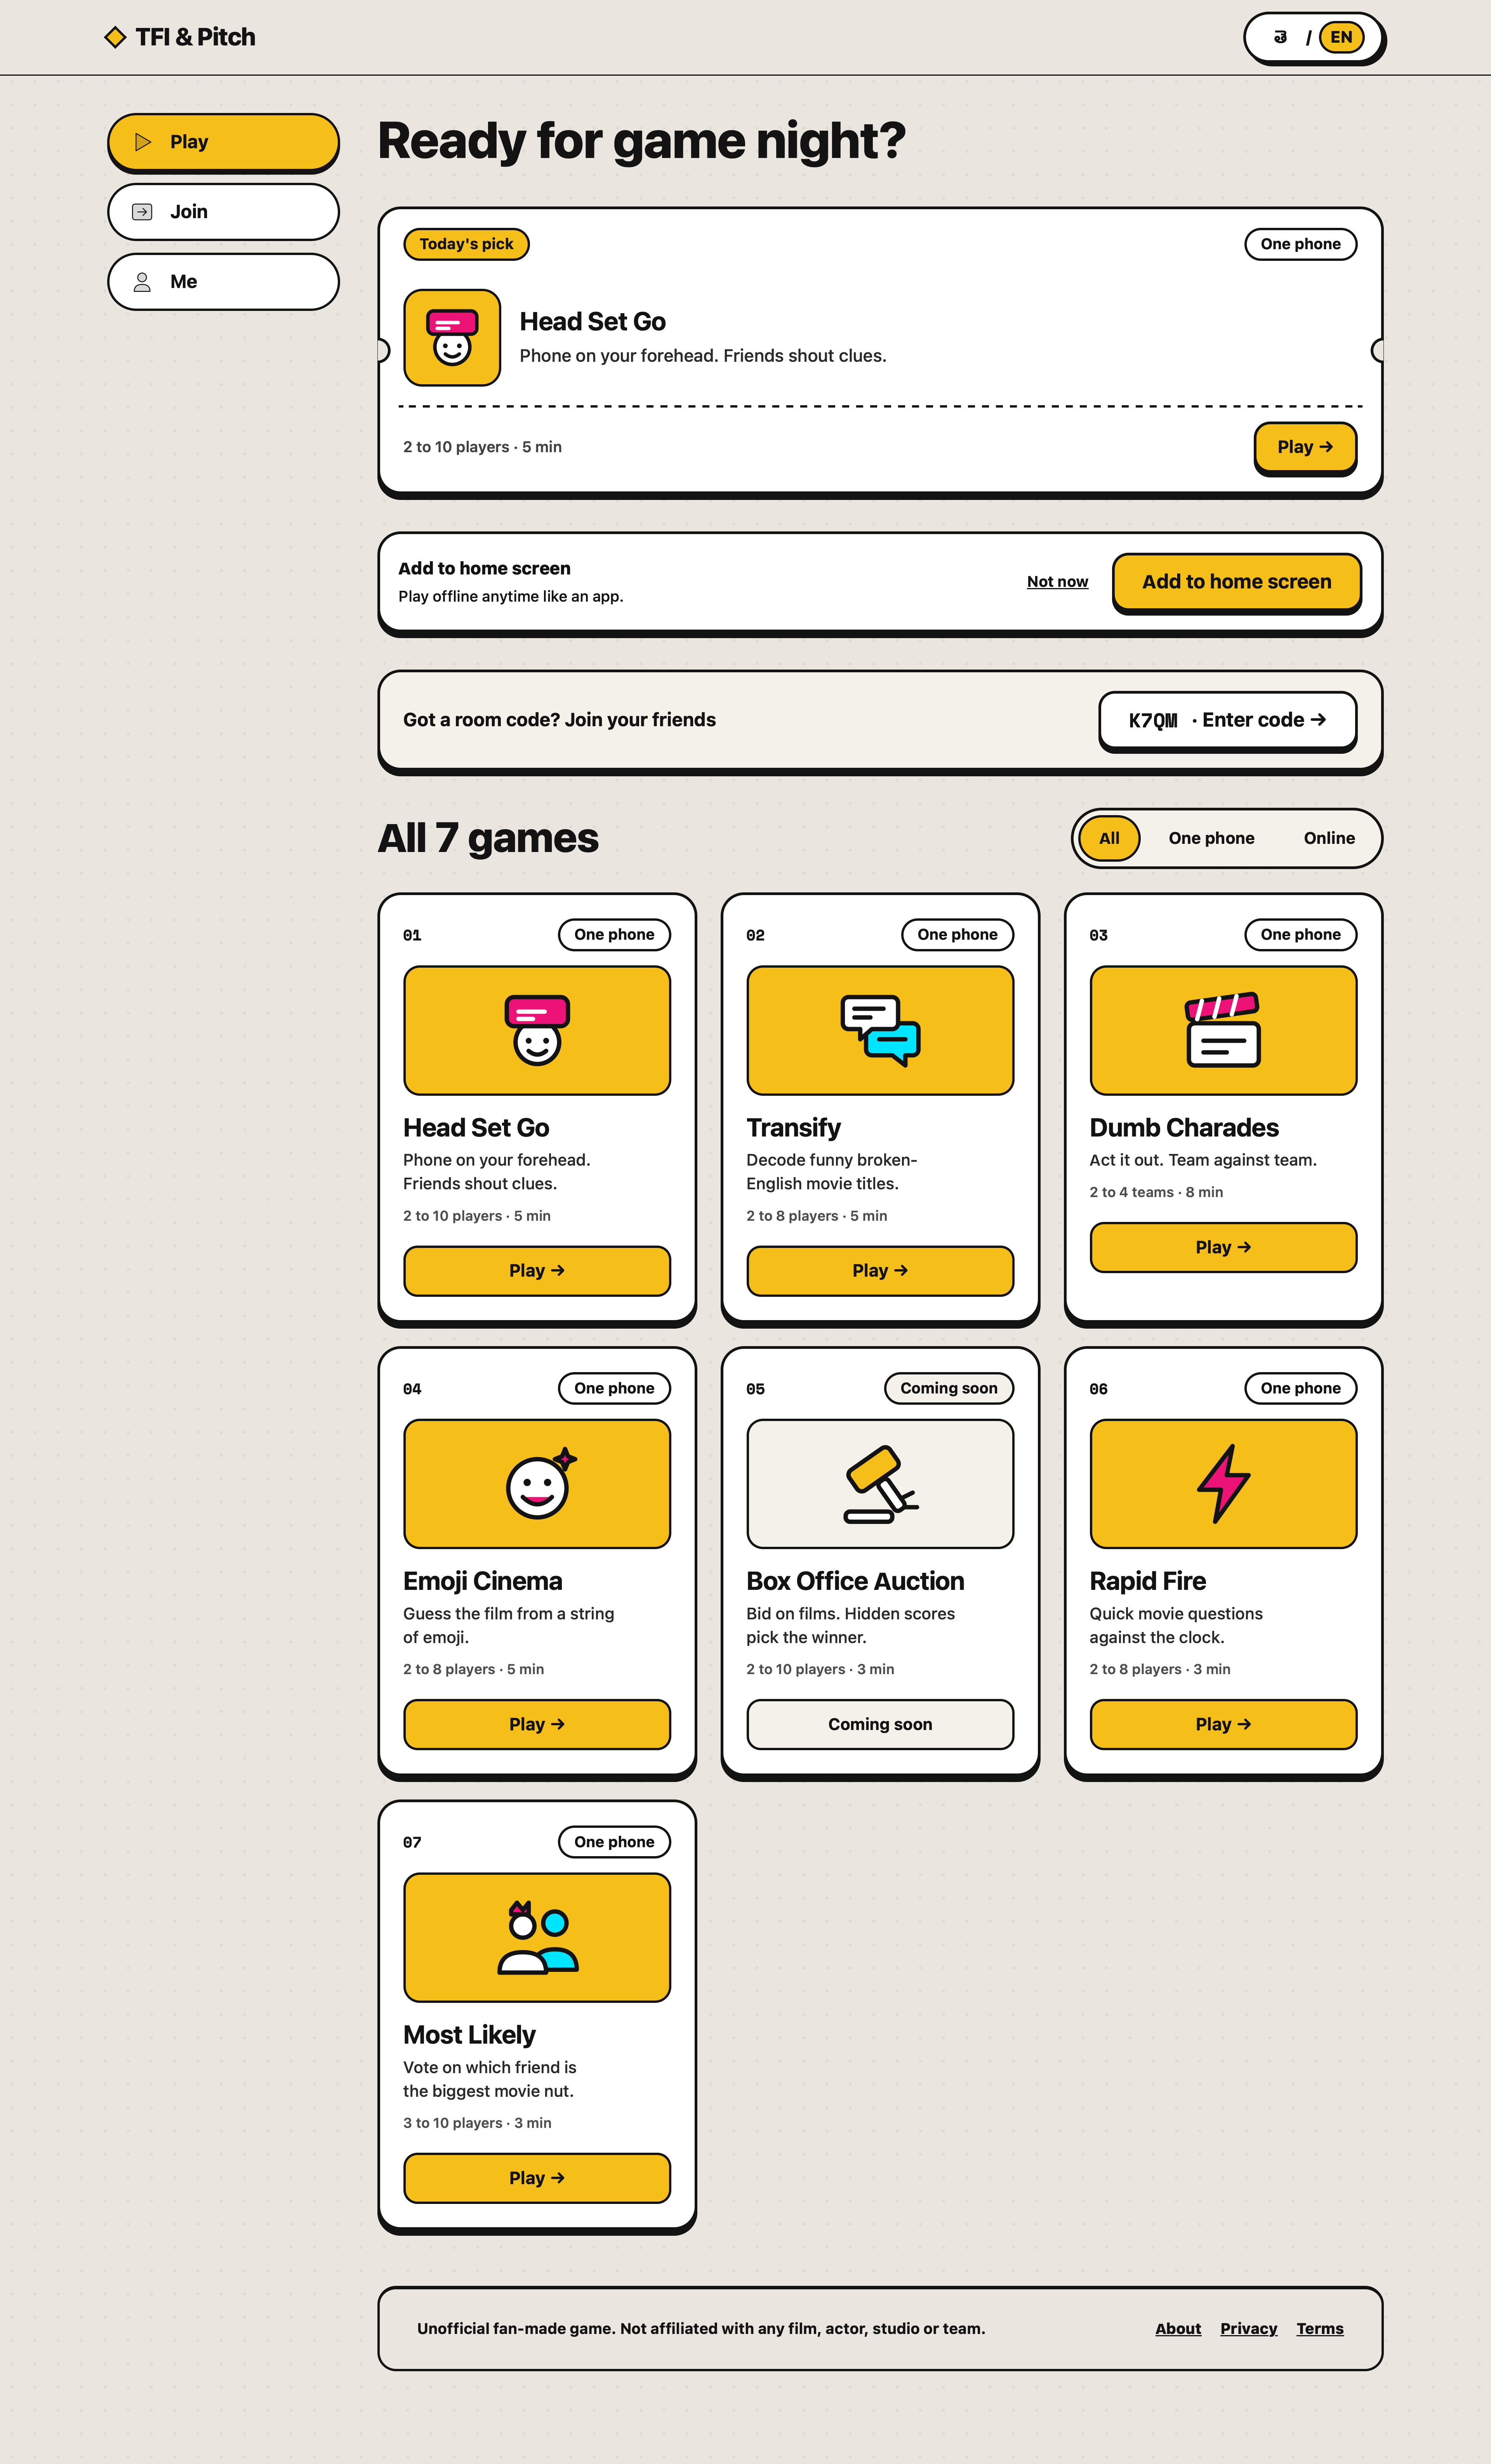 TFI & Pitch
/ EN
Play
Join
Me
Ready for game night?
Today's pick
One phone
Head Set Go
Phone on your forehead. Friends shout clues.
2 to 10 players · 5 min
Play →
Add to home screen
Play offline anytime like an app.
Not now
Add to home screen
Got a room code? Join your friends
K7QM · Enter code →
All 7 games
All
One phone
Online
01
One phone
Head Set Go
Phone on your forehead.
Friends shout clues.
2 to 10 players · 5 min
Play →
02
One phone
Transify
Decode funny broken-
English movie titles.
2 to 8 players · 5 min
Play →
03
One phone
Dumb Charades
Act it out. Team against team.
2 to 4 teams · 8 min
Play →
04
One phone
Emoji Cinema
Guess the film from a string
of emoji.
2 to 8 players · 5 min
Play →
05
Coming soon
Box Office Auction
Bid on films. Hidden scores
pick the winner.
2 to 10 players · 3 min
Coming soon
06
One phone
Rapid Fire
Quick movie questions
against the clock.
2 to 8 players · 3 min
Play →
07
One phone
Most Likely
Vote on which friend is
the biggest movie nut.
3 to 10 players · 3 min
Play →
Unofficial fan-made game. Not affiliated with any film, actor, studio or team.
About
Privacy
Terms